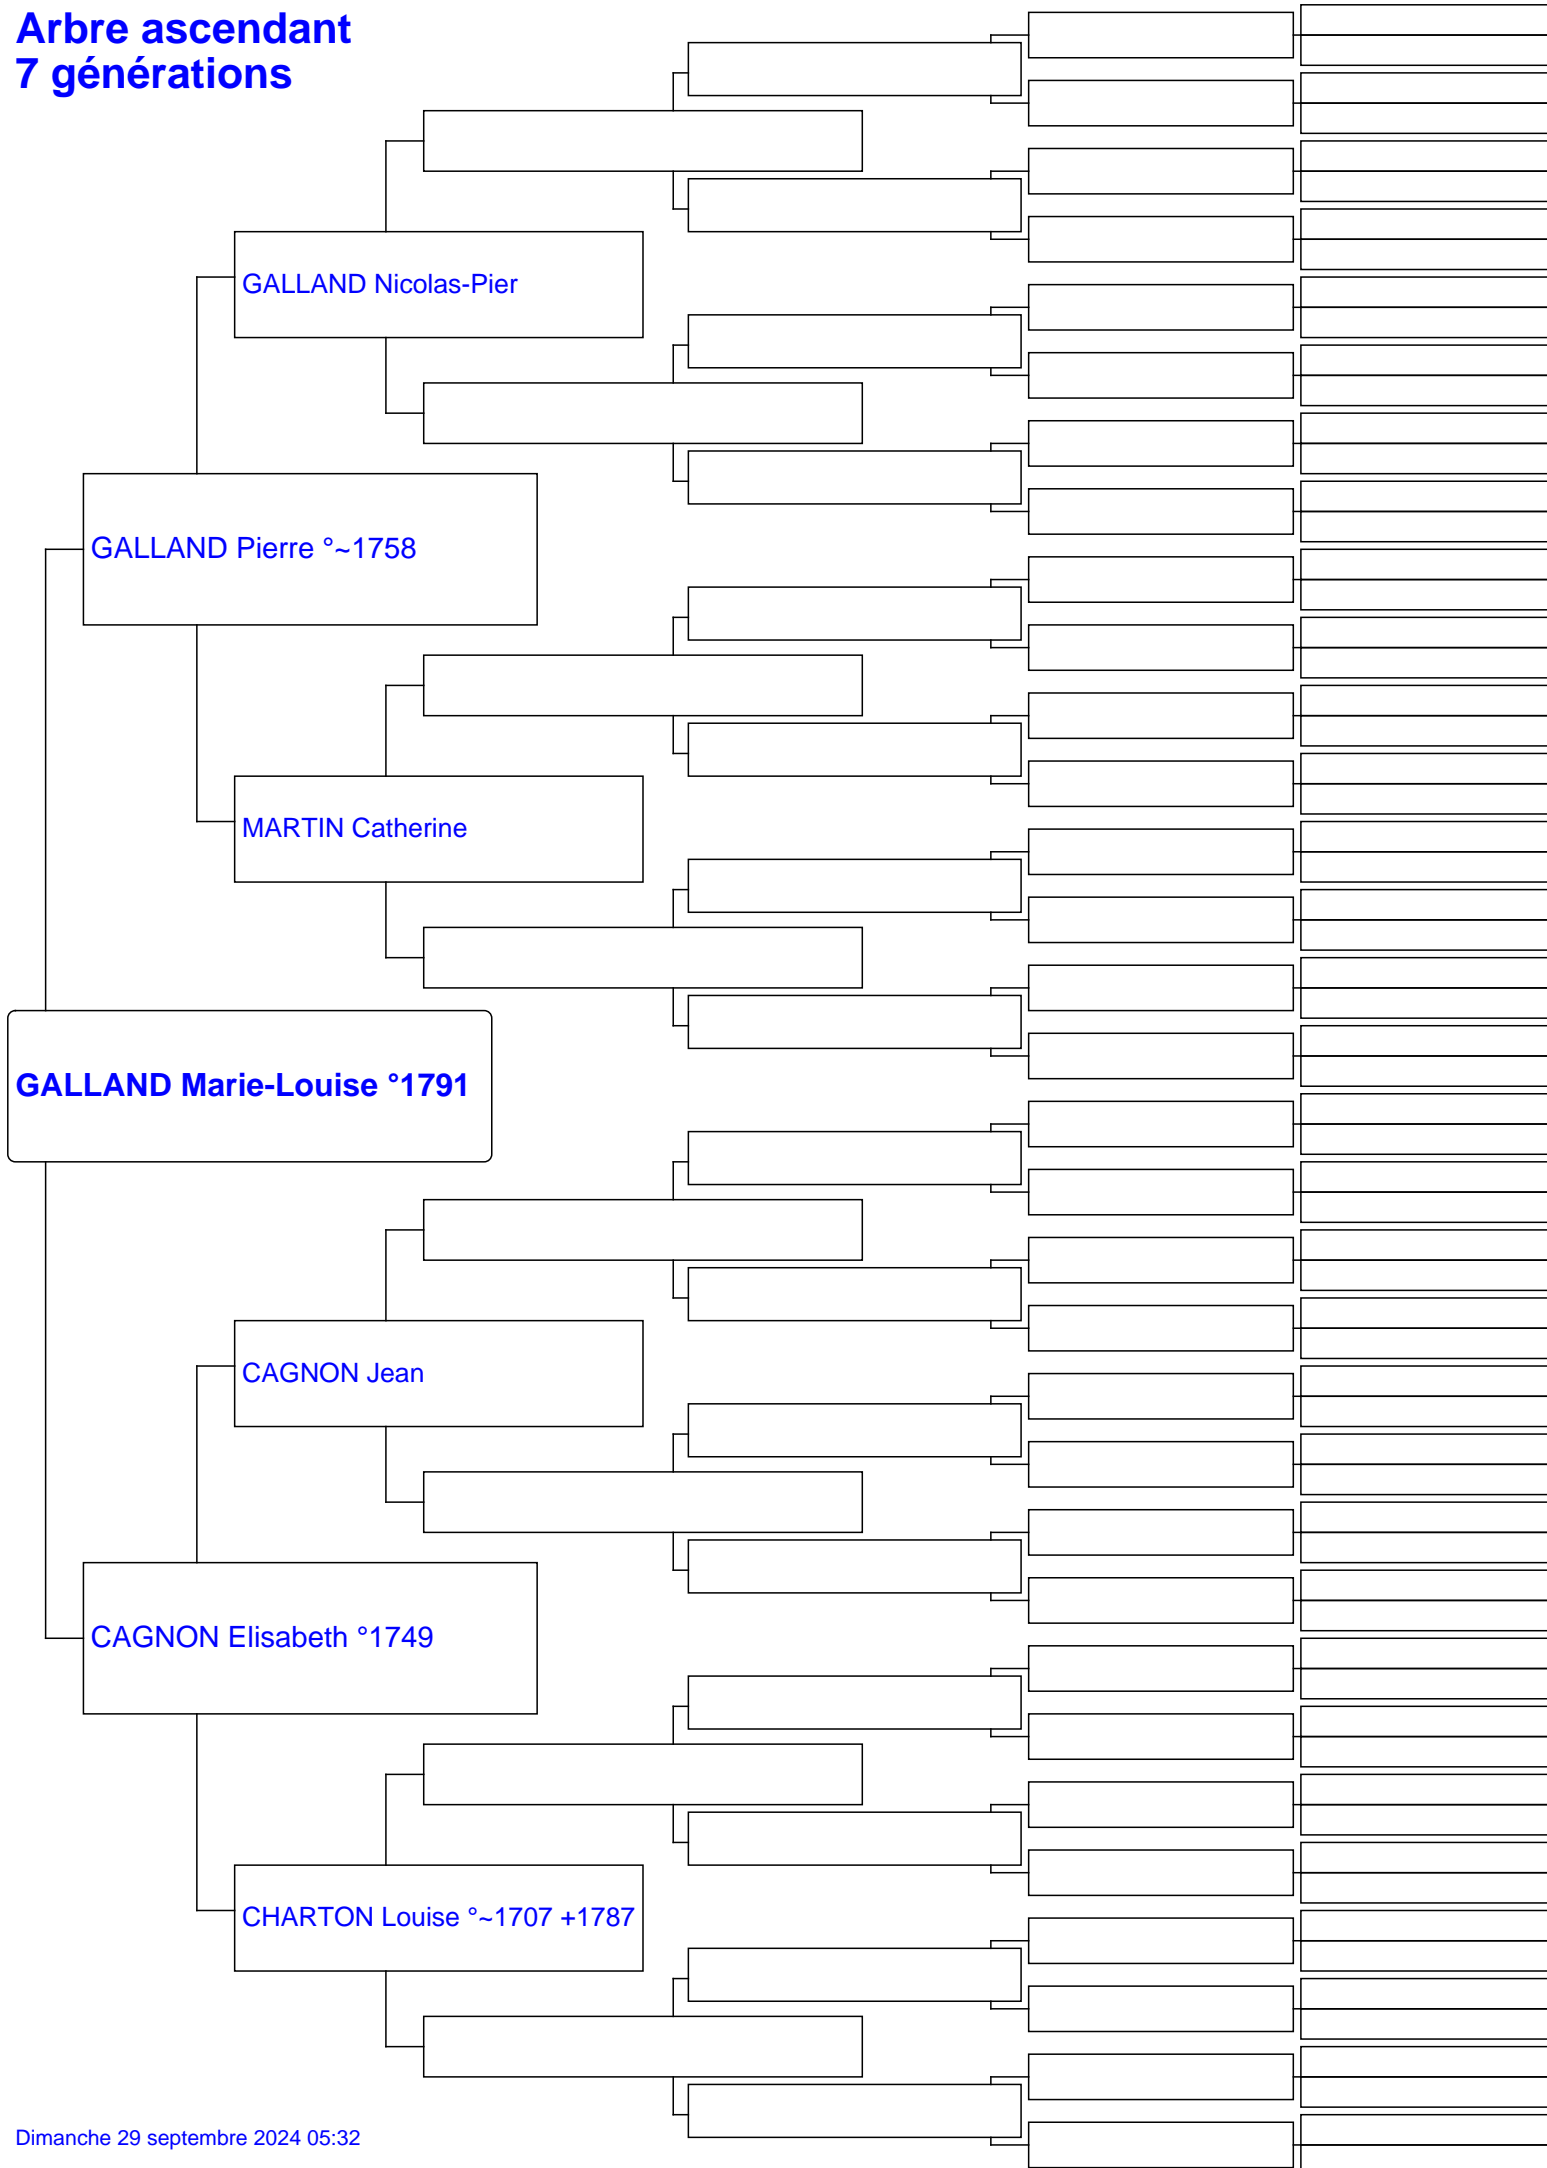 Arbre ascendant
7 générations
GALLAND Nicolas-Pier
GALLAND Pierre °~1758
MARTIN Catherine
GALLAND Marie-Louise °1791
CAGNON Jean
CAGNON Elisabeth °1749
CHARTON Louise °~1707 +1787
Dimanche 29 septembre 2024 05:32